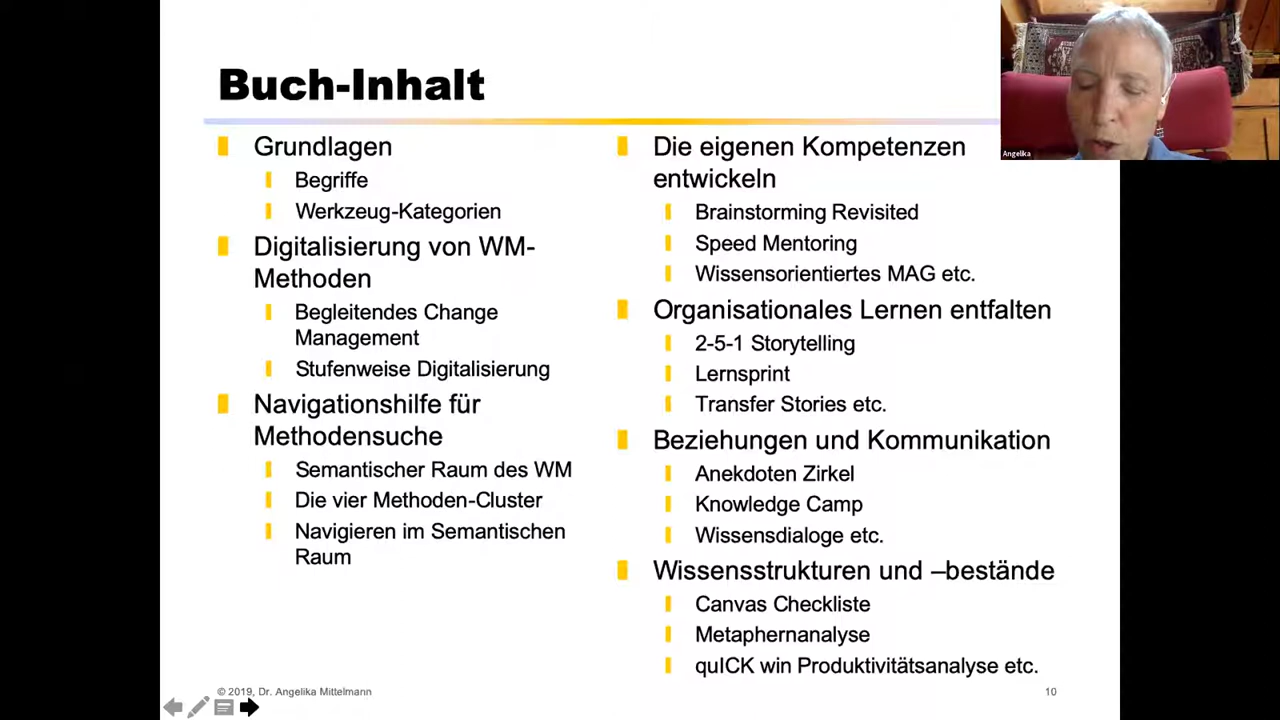 Buch-Inhalt
Grundlagen
Begriffe
Werkzeug-Kategorien
Digitalisierung von WM-
Methoden
Begleitendes Change
Management
Stufenweise Digitalisierung
Navigationshilfe für
Methodensuche
Semantischer Raum des WM
Die vier Methoden-Cluster
Navigieren im Semantischen
Raum
Die eigenen Kompetenzen
entwickeln
Brainstorming Revisited
Speed Mentoring
Wissensorientiertes MAG etc.
Organisationales Lernen entfalten
2-5-1 Storytelling
Lernsprint
Transfer Stories etc.
Beziehungen und Kommunikation
Anekdoten Zirkel
Knowledge Camp
Wissensdialoge etc.
Wissensstrukturen und –bestände
Canvas Checkliste
Metaphernanalyse
quICK win Produktivitätsanalyse etc.
© 2019, Dr. Angelika Mittelmann
10
Angelika